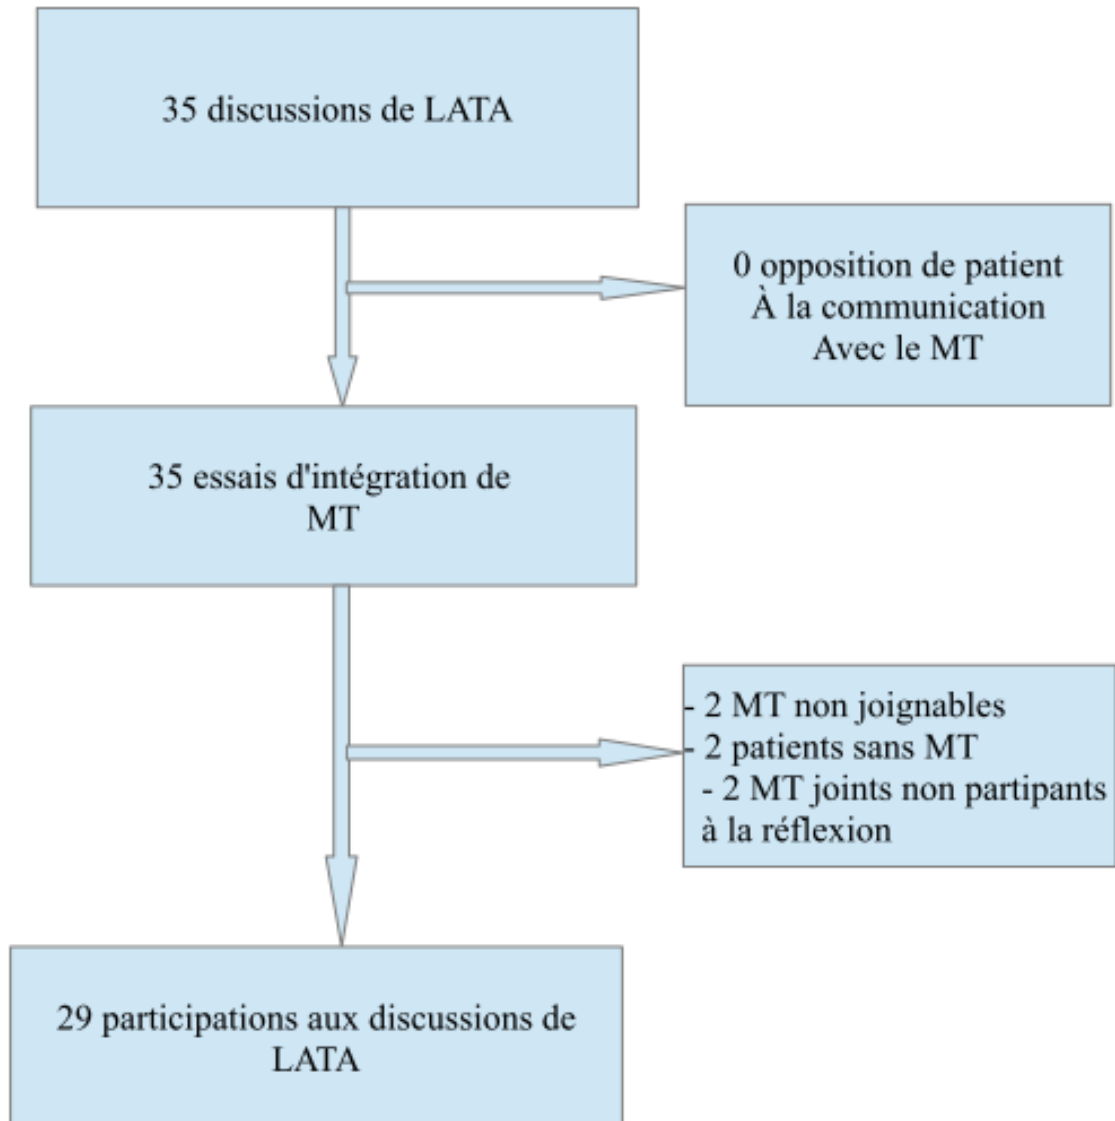 35 discussions de LATA
0 opposition de patient
À la communication
Avec le MT
35 essais d'intégration de
MT
- 2 MT non joignables
- 2 patients sans MT
- 2 MT joints non partipants
à la réflexion
29 participations aux discussions de
LATA